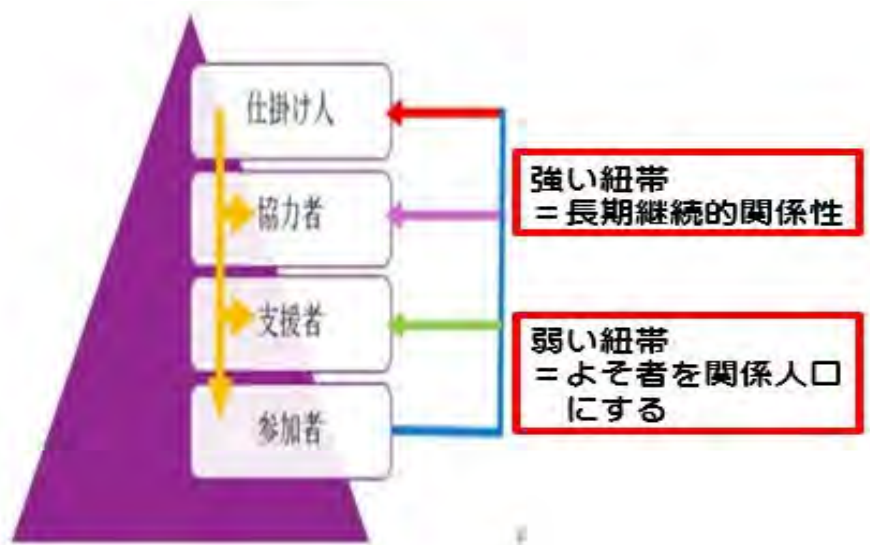 仕掛け人
協力者
支援者
参加者
強い紐帯
＝長期継続的関係性
弱い紐帯
＝よそ者を関係人口
にする